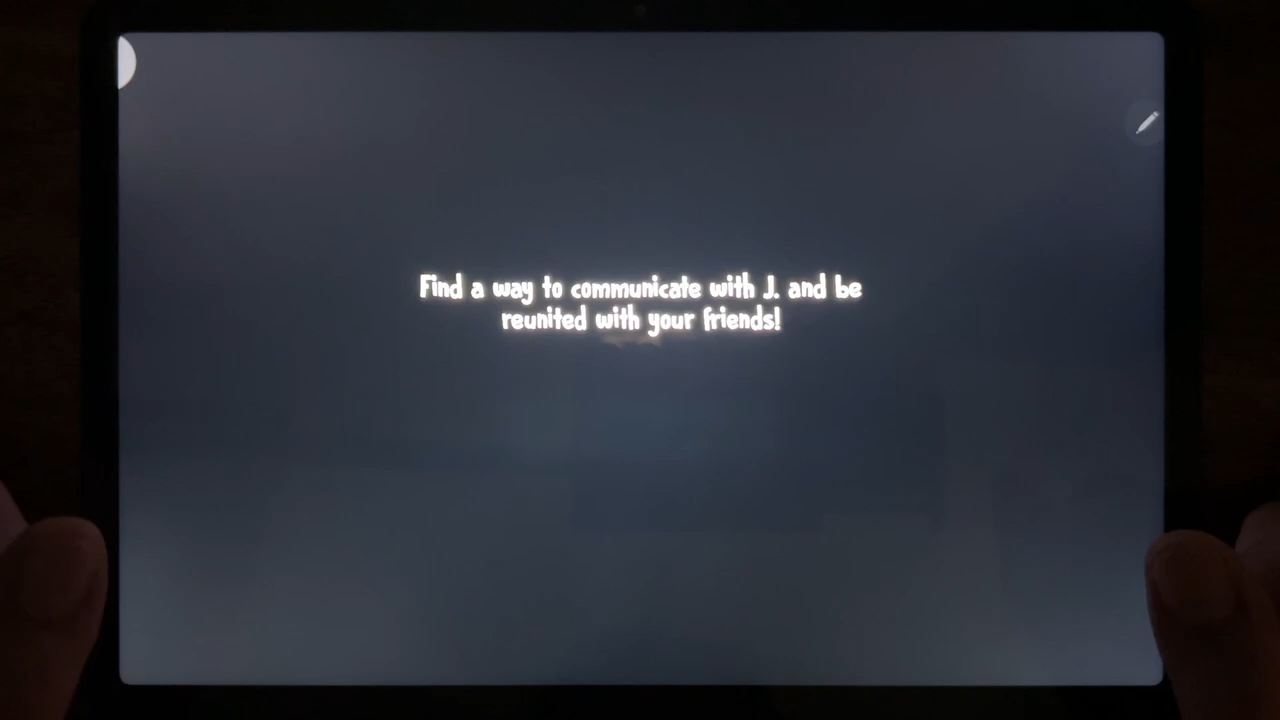 Find a way to communicate with J. and be
reunited with your friends!